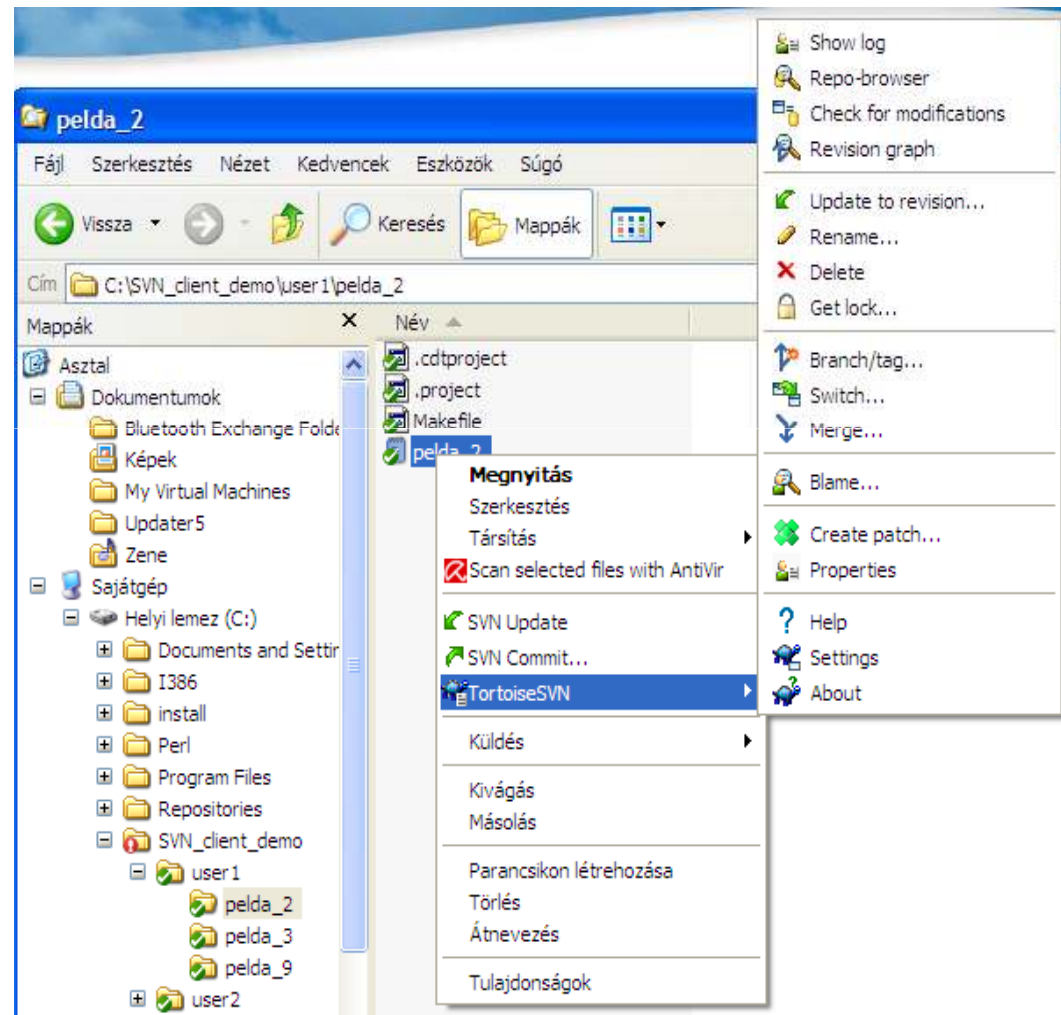 pelda_2
Fájl Szerkesztés Nézet Kedvencek Eszközök Súgó
Vissza Keresés Mappák
Cím C:\SVN_client_demo\user1\pelda_2
Mappák X Név
Asztal
Dokumentumok
Bluetooth Exchange Folde
Képek
My Virtual Machines
Updater5
Zene
Sajátgép
Helyi lemez (C:)
Documents and Settin
I386
install
Perl
Program Files
Repositories
SVN_client_demo
user1
pelda_2
pelda_3
pelda_9
user2
.cdtproject
.project
Makefile
pelda_2
Megnyitás
Szerkesztés
Társítás
Scan selected files with AntiVir
SVN Update
SVN Commit...
TortoiseSVN
Küldés
Kivágás
Másolás
Parancsikon létrehozása
Törlés
Átnevezés
Tulajdonságok
Show log
Repo-browser
Check for modifications
Revision graph
Update to revision...
Rename...
Delete
Get lock...
Branch/tag...
Switch...
Merge...
Blame...
Create patch...
Properties
Help
Settings
About